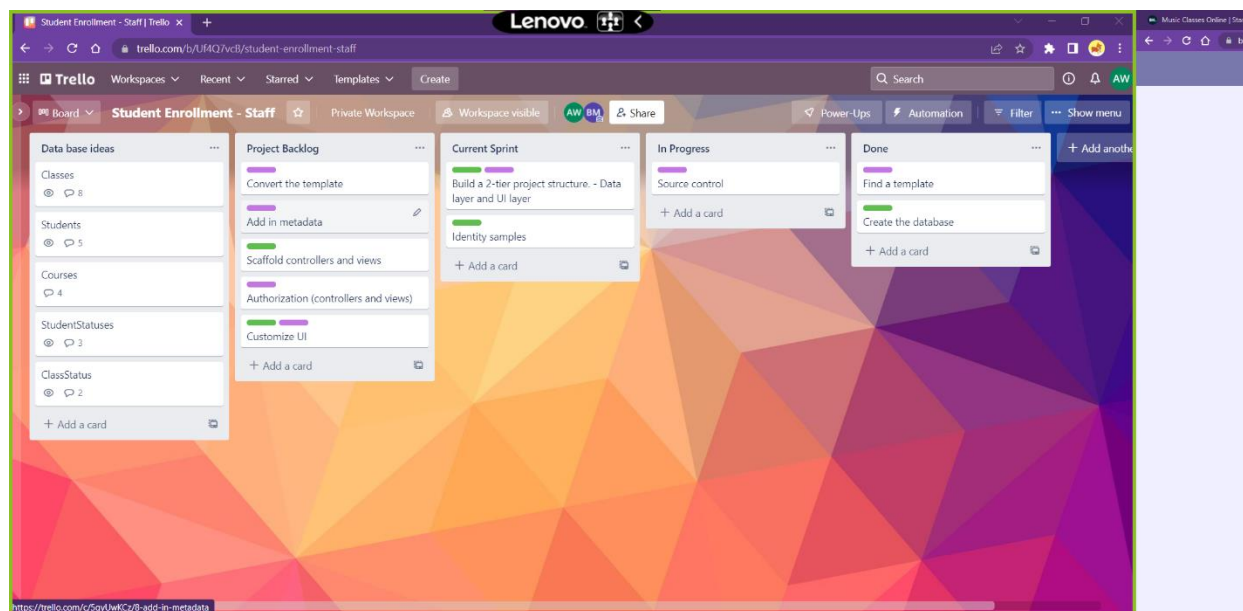 Student Enrollment - Staff | Trello
Lenovo.
Music Classes Online | Sta
trello.com/b/Uf4Q7vcB/student-enrollment-staff
Trello Workspaces Recent Starred Templates Create Search AW
Board Student Enrollment - Staff Private Workspace Workspace visible AW BM Share Power-Ups Automation Filter Show menu
Data base ideas
Classes
8
Students
5
Courses
4
StudentStatuses
3
ClassStatus
2
+ Add a card
Project Backlog
Convert the template
Add in metadata
Scaffold controllers and views
Authorization (controllers and views)
Customize UI
+ Add a card
Current Sprint
Build a 2-tier project structure. - Data
layer and UI layer
Identity samples
+ Add a card
In Progress
Source control
+ Add a card
Done
Find a template
Create the database
+ Add a card
+ Add anothe
https://trello.com/c/5qyUwKCz/8-add-in-metadata